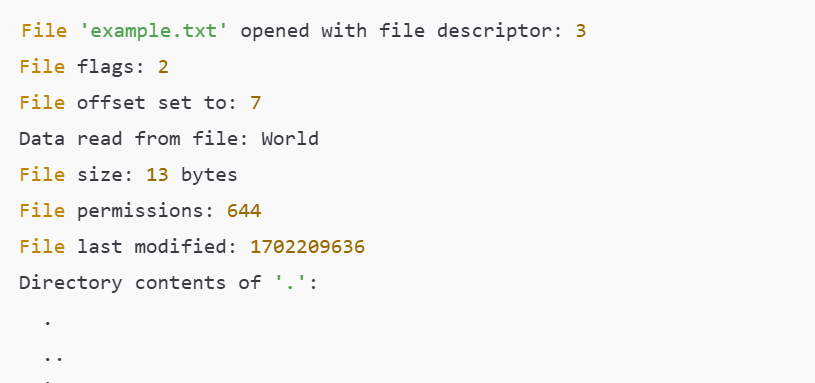 File 'example.txt' opened with file descriptor: 3
File flags: 2
File offset set to: 7
Data read from file: World
File size: 13 bytes
File permissions: 644
File last modified: 1702209636
Directory contents of '.':
.
..